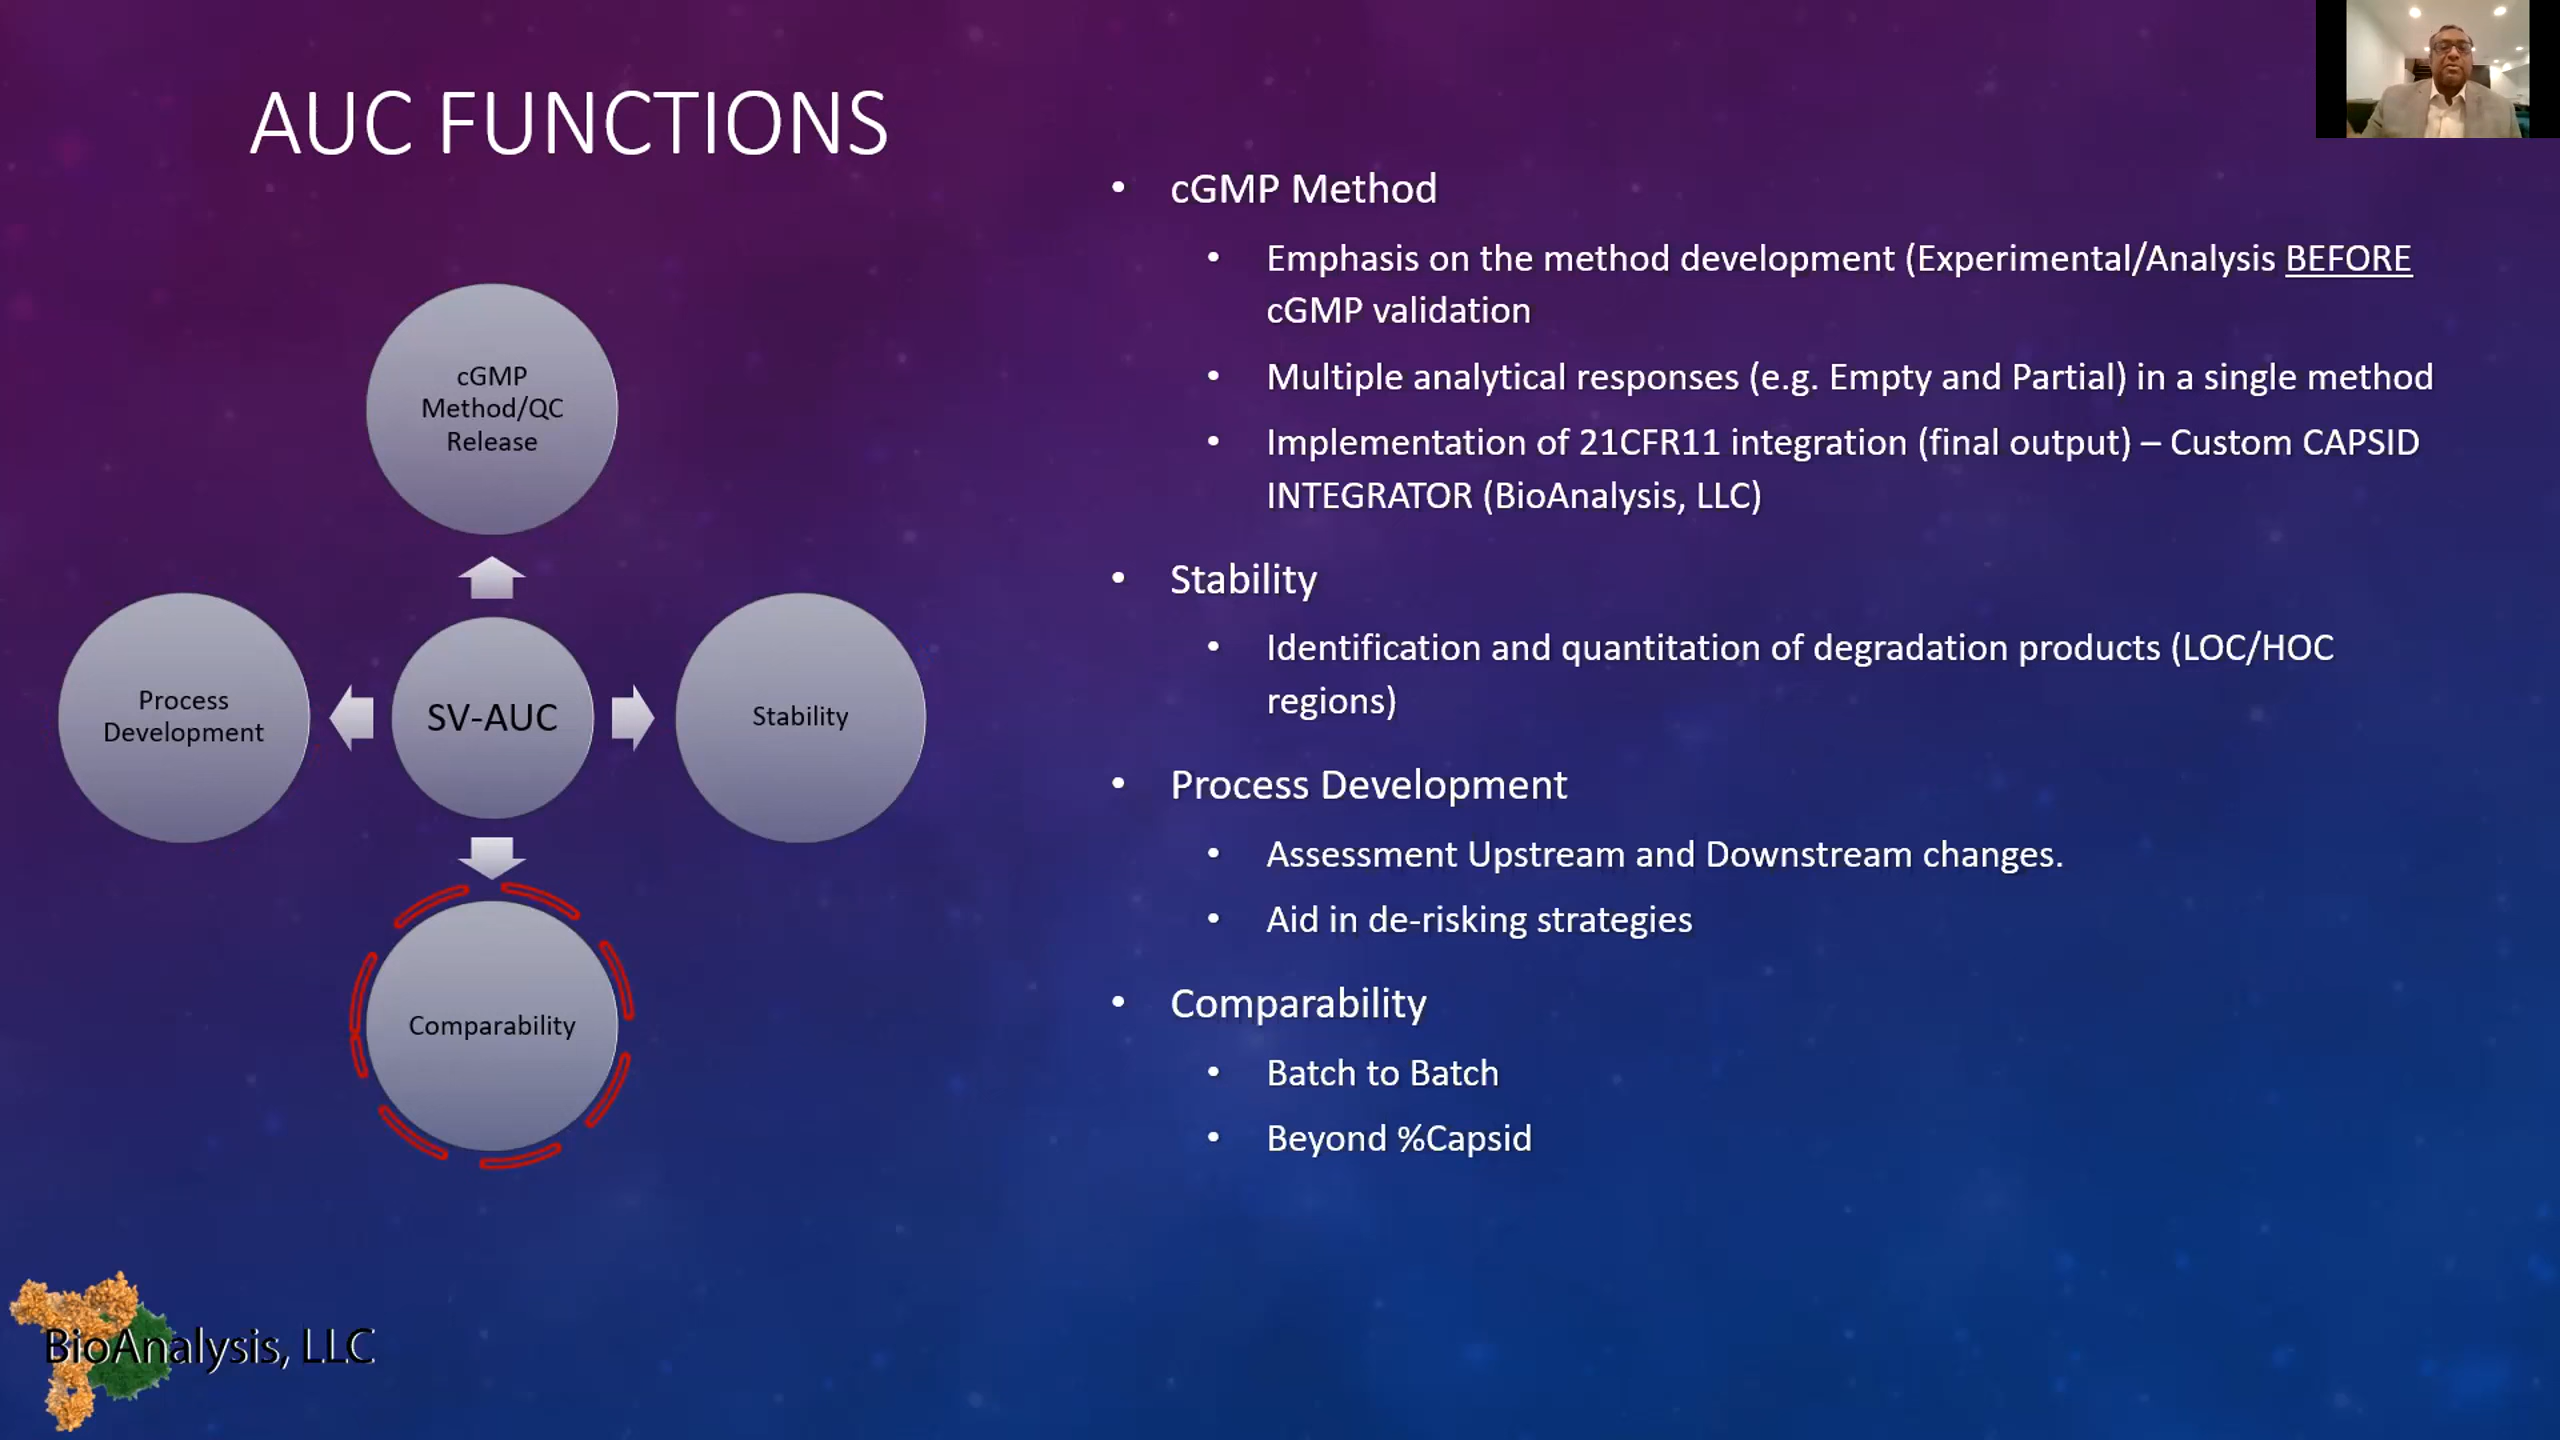 AUC FUNCTIONS
cGMP
Method/QC
Release
Process
Development
SV-AUC
Stability
Comparability
• cGMP Method
• Emphasis on the method development (Experimental/Analysis BEFORE
cGMP validation
• Multiple analytical responses (e.g. Empty and Partial) in a single method
• Implementation of 21CFR11 integration (final output) – Custom CAPSID
INTEGRATOR (BioAnalysis, LLC)
• Stability
• Identification and quantitation of degradation products (LOC/HOC
regions)
• Process Development
• Assessment Upstream and Downstream changes.
• Aid in de-risking strategies
• Comparability
• Batch to Batch
• Beyond %Capsid
BioAnalysis, LLC